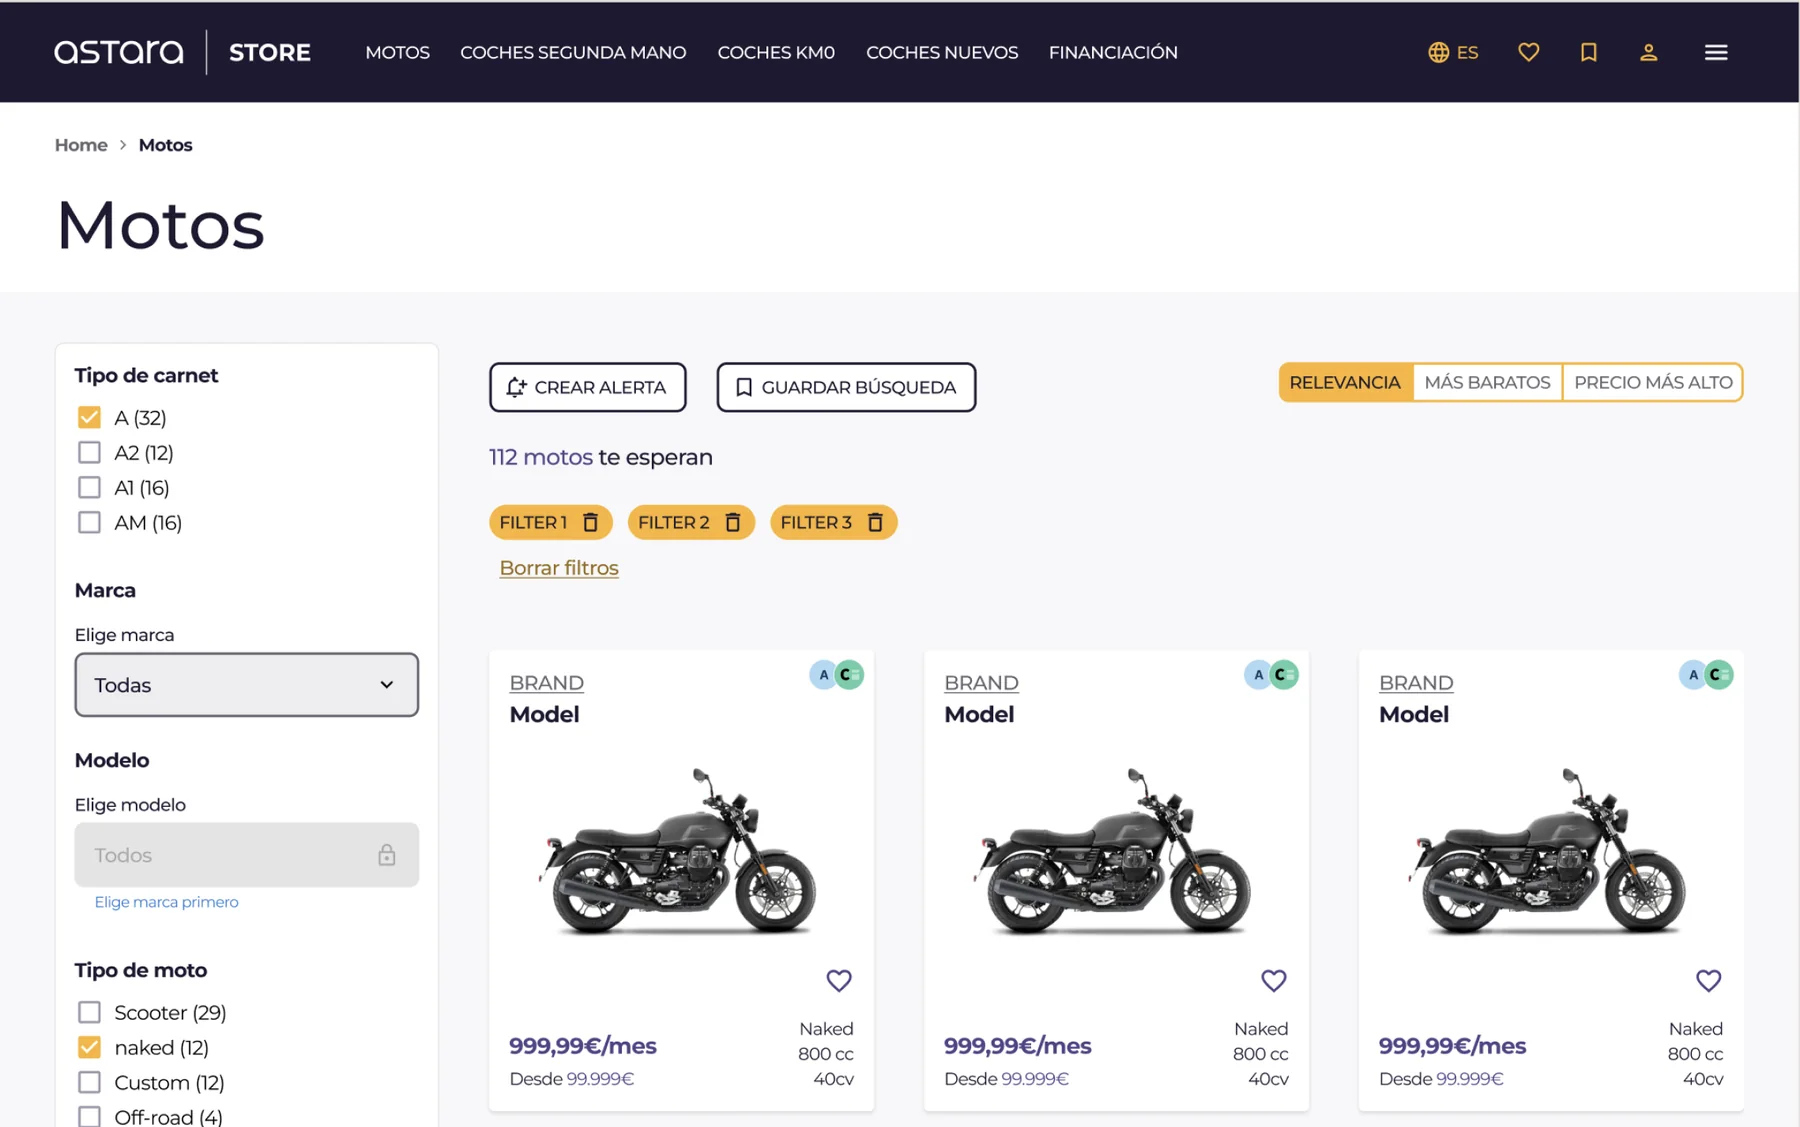 astara STORE MOTOS COCHES SEGUNDA MANO COCHES KM0 COCHES NUEVOS FINANCIACIÓN ES
Home > Motos
Motos
Tipo de carnet
A (32)
A2 (12)
A1 (16)
AM (16)
Marca
Elige marca
Todas
Modelo
Elige modelo
Todos
Elige marca primero
Tipo de moto
Scooter (29)
naked (12)
Custom (12)
Off-road (4)
CREAR ALERTA GUARDAR BÚSQUEDA
RELEVANCIA MÁS BARATOS PRECIO MÁS ALTO
112 motos te esperan
FILTER 1 FILTER 2 FILTER 3
Borrar filtros
BRAND A C
Model
Naked
999,99€/mes
800 cc
Desde 99.999€ 40cv
BRAND A C
Model
Naked
999,99€/mes
800 cc
Desde 99.999€ 40cv
BRAND A C
Model
Naked
999,99€/mes
800 cc
Desde 99.999€ 40cv